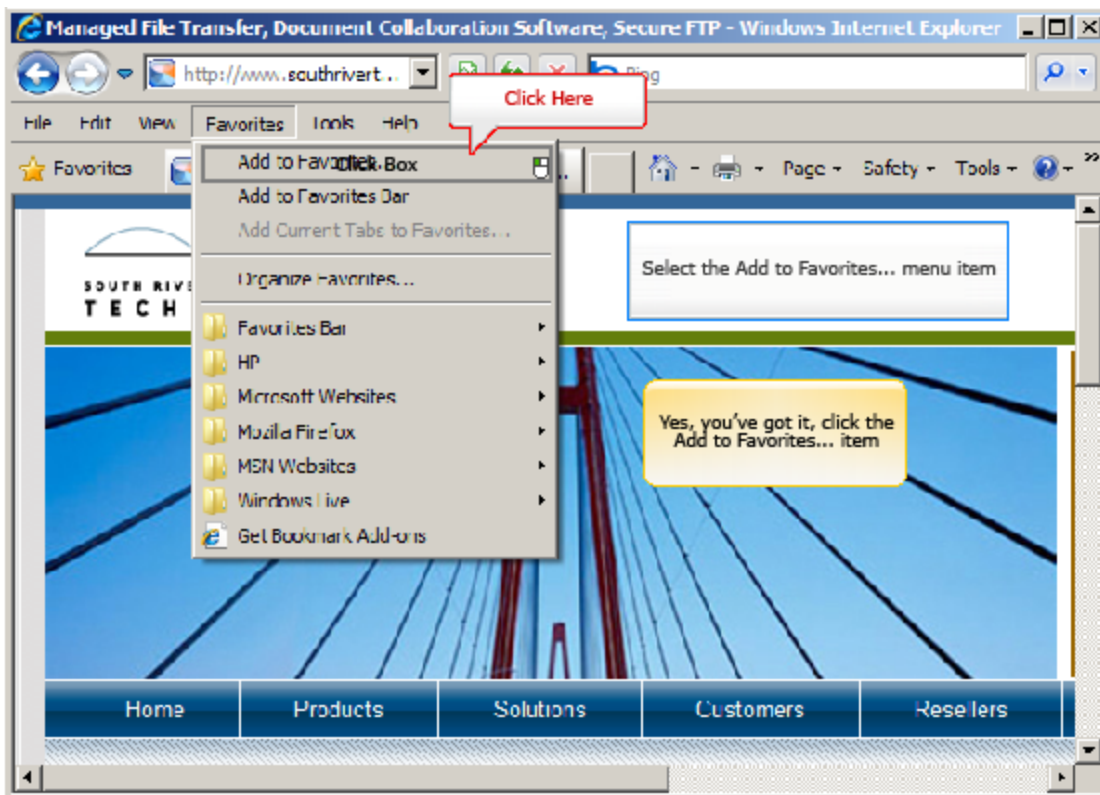 Managed File Transfer, Document Collaboration Software, Secure FTP - Windows Internet Explorer
http://www.southrivert...
Bing
Click Here
File Edit View Favorites Tools Help
Favorites
Page Safety Tools
Add to Favorites...
Click Box
Add to Favorites Bar
Add Current Tabs to Favorites...
Organize Favorites...
Favorites Bar
HP
Microsoft Websites
Mozilla Firefox
MSN Websites
Windows Live
Get Bookmark Add-ons
SOUTH RIV
TECH
Select the Add to Favorites... menu item
Yes, you've got it, click the
Add to Favorites... item
Home Products Solutions Customers Resellers